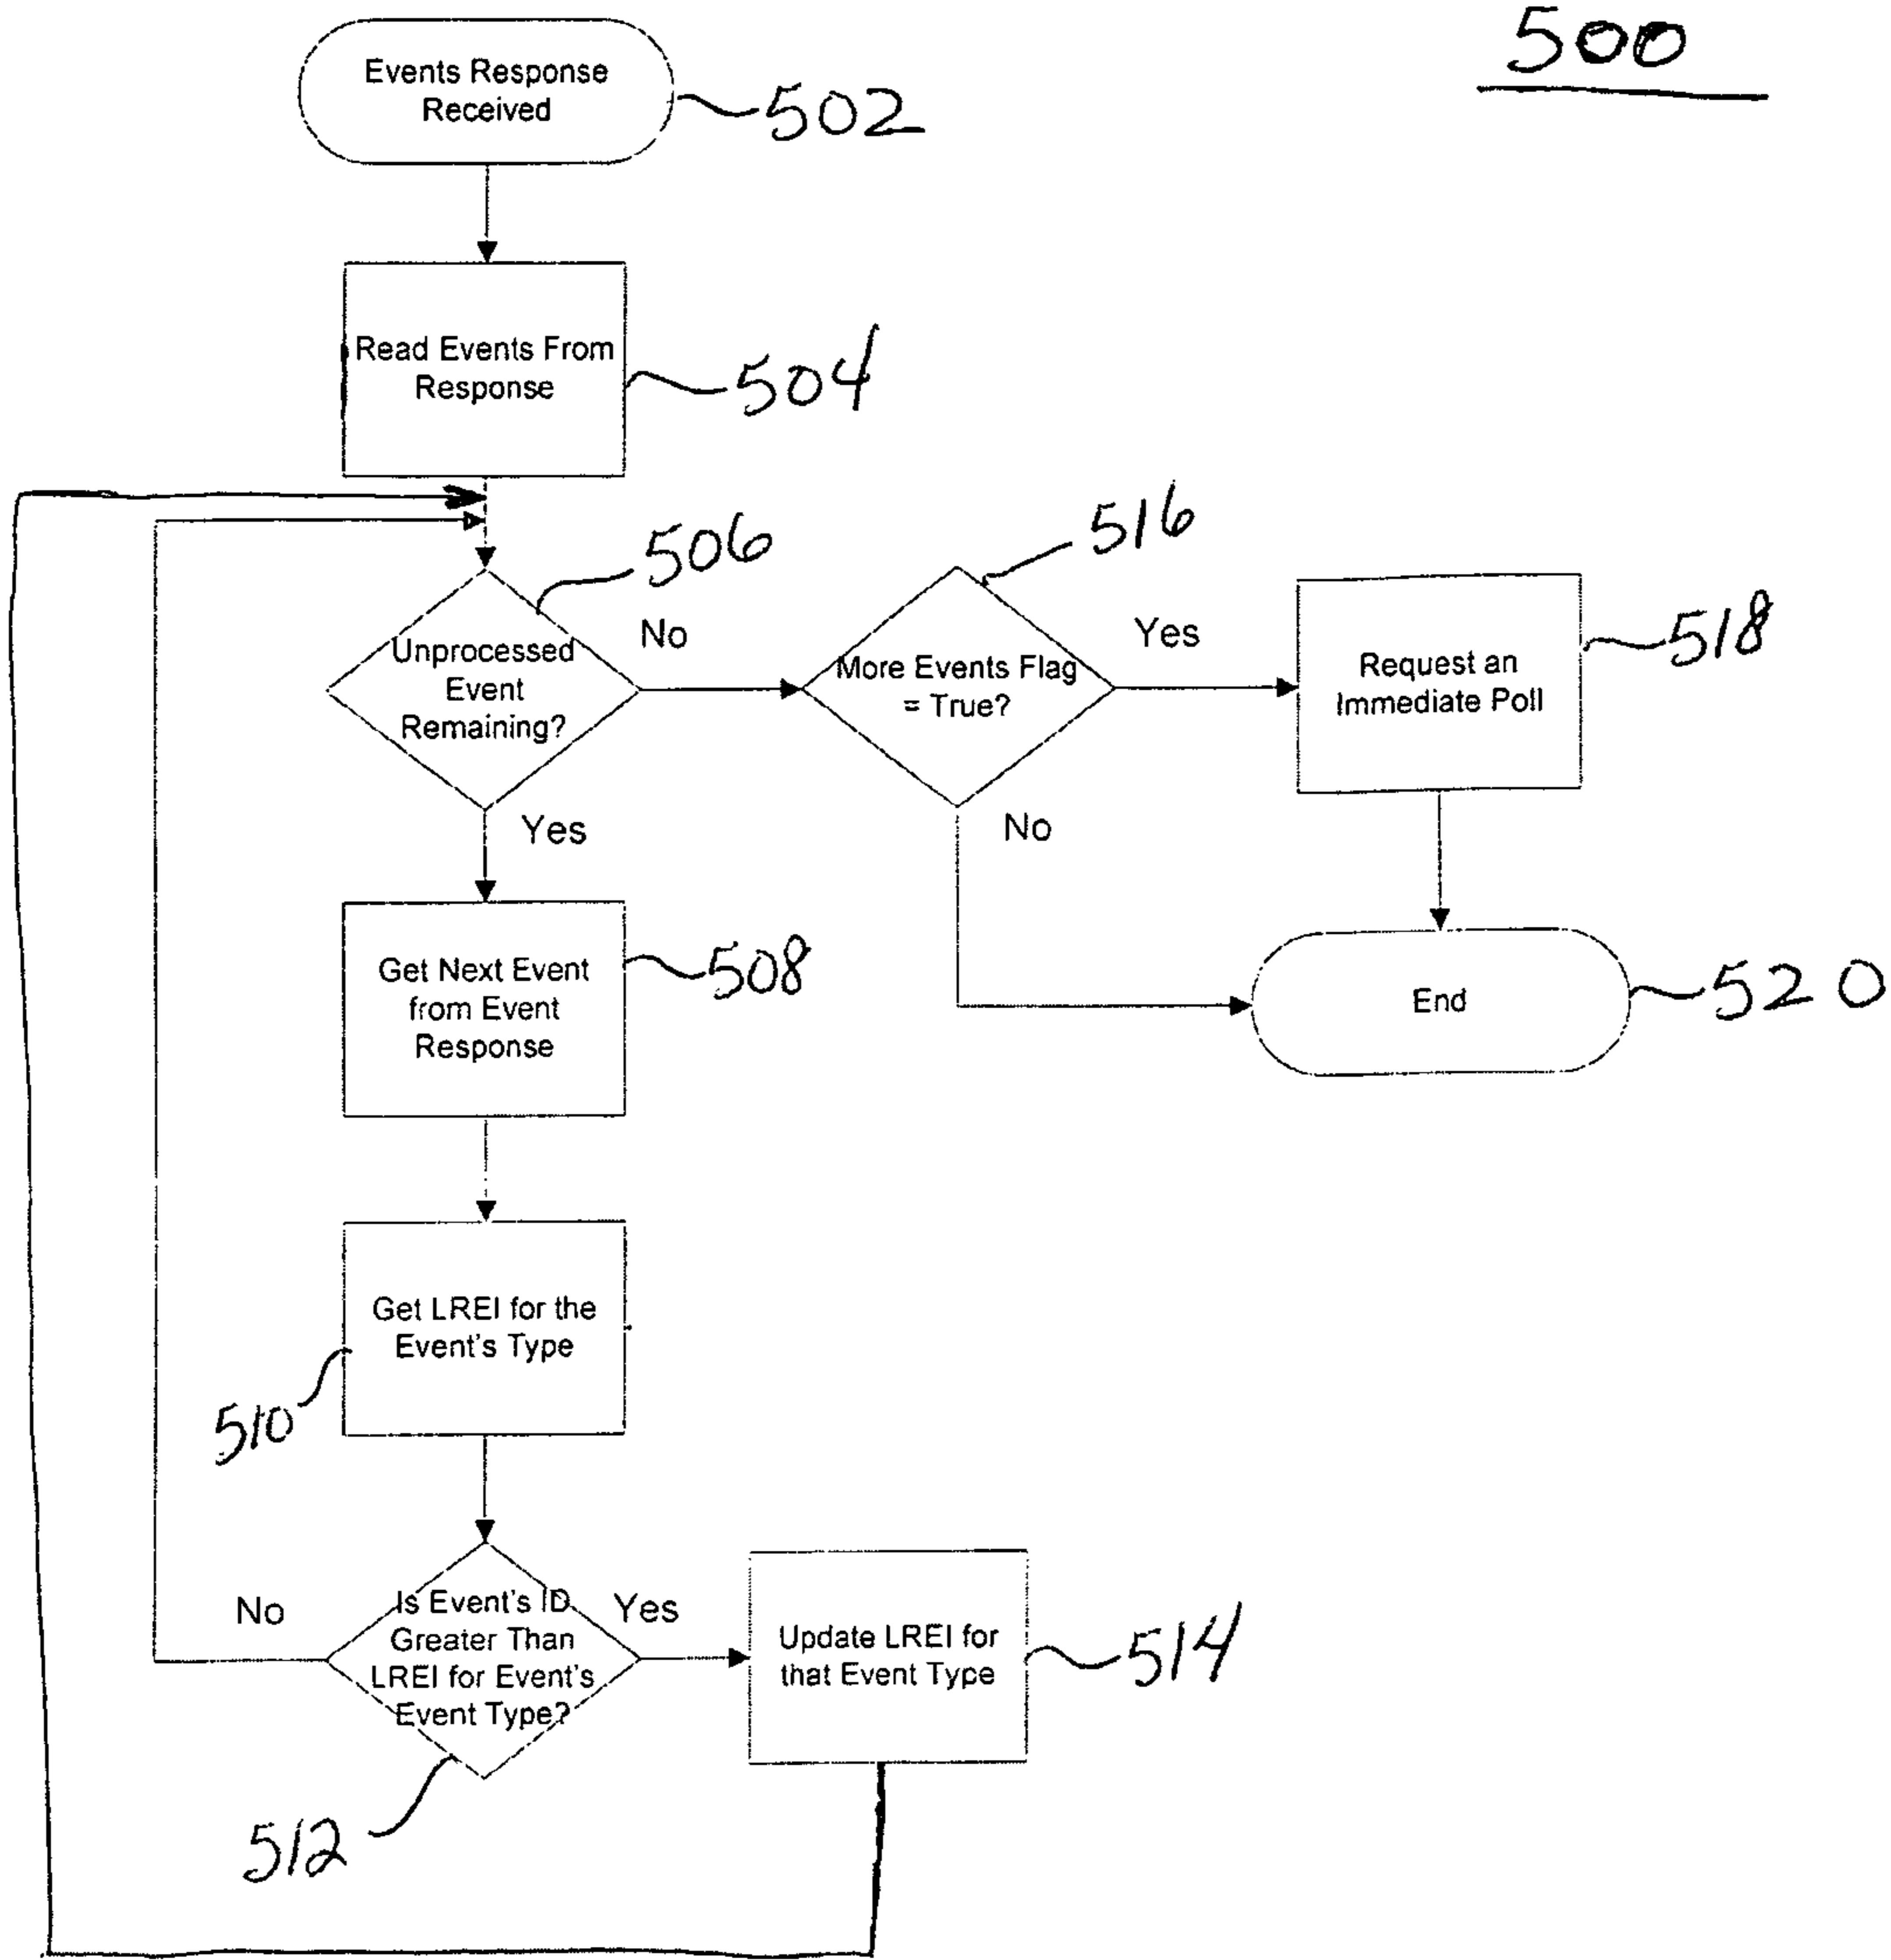 500
Events Response
Received
502
Read Events From
Response
504
506
516
Unprocessed
Event
Remaining?
No
More Events Flag
= True?
Yes
Request an
Immediate Poll
518
Yes
No
Get Next Event
from Event
Response
508
End
520
Get LREI for the
Event's Type
510
No
Is Event's ID
Greater Than
LREI for Event's
Event Type?
Yes
Update LREI for
that Event Type
514
512